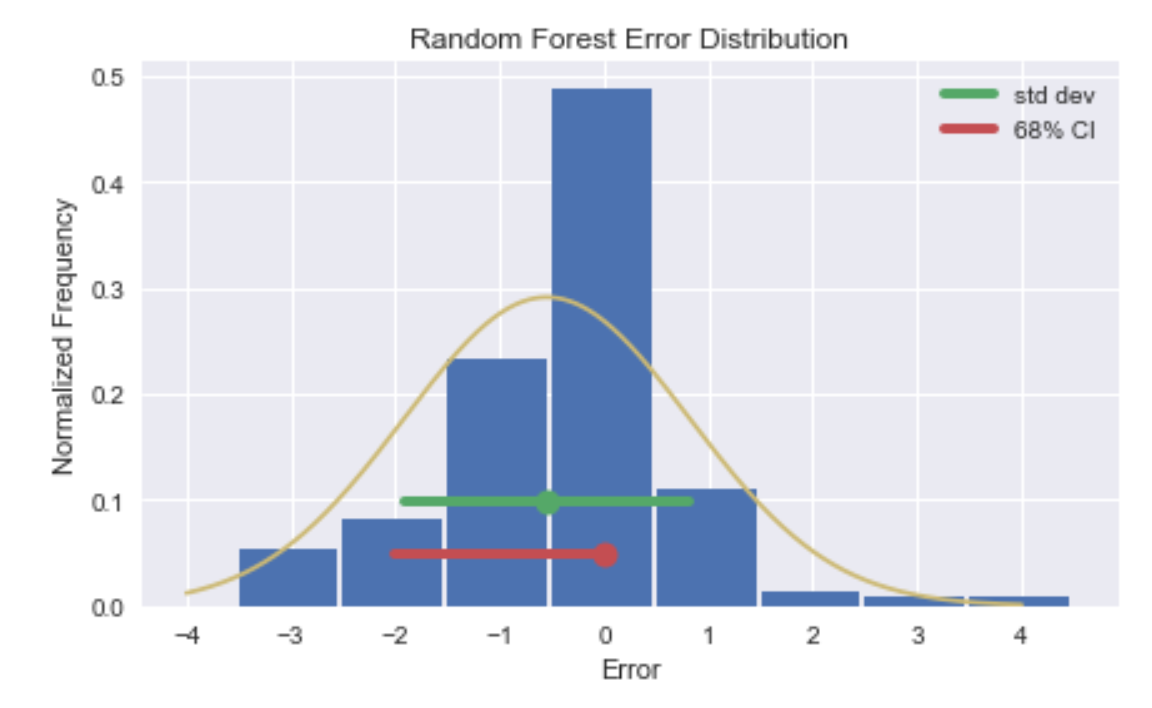 Random Forest Error Distribution
0.5
0.4
0.3
0.2
0.1
0.0
Normalized Frequency
std dev
68% CI
−4 −3 −2 −1 0 1 2 3 4
Error